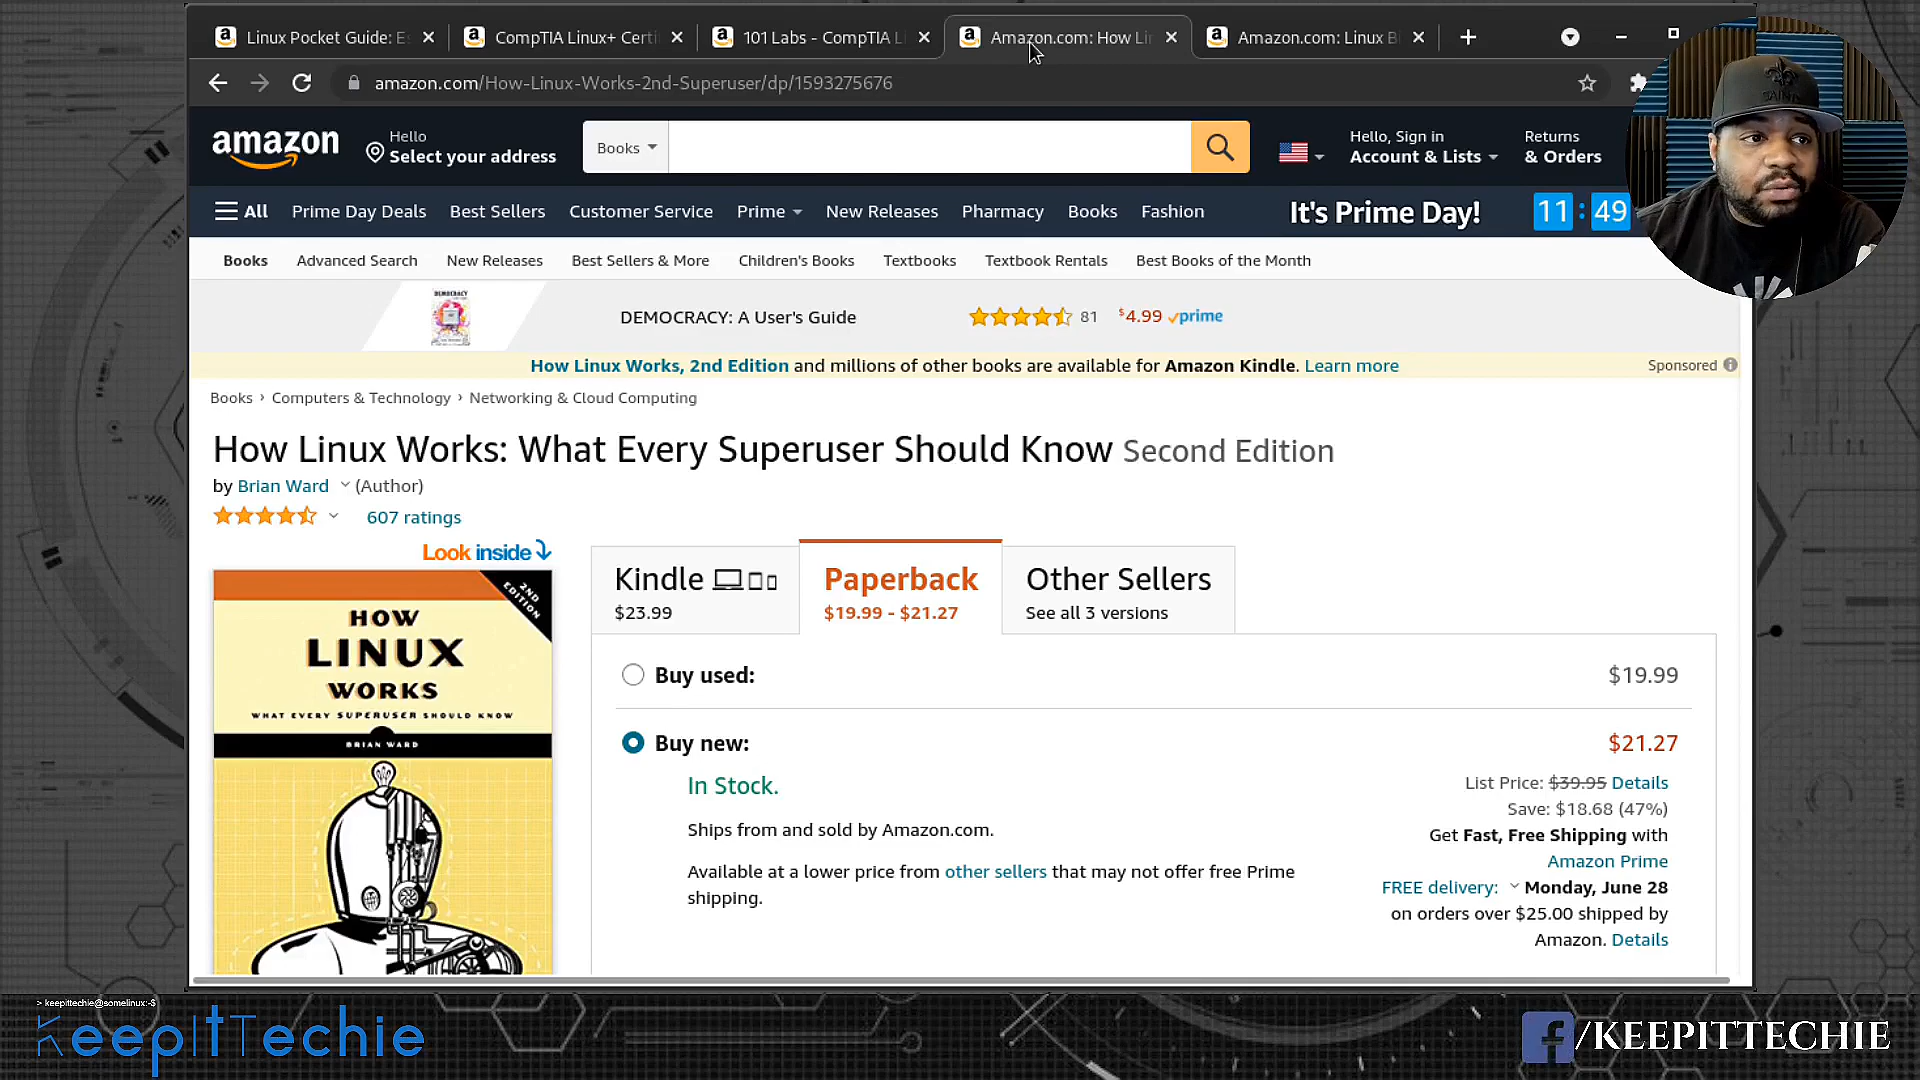 Linux Pocket Guide: Es
CompTIA Linux+ Certi
101 Labs - CompTIA Li
Amazon.com: How Lin
Amazon.com: Linux B
amazon.com/How-Linux-Works-2nd-Superuser/dp/1593275676
amazon
Hello
Select your address
Books
Hello, Sign in
Account & Lists
Returns
& Orders
All
Prime Day Deals
Best Sellers
Customer Service
Prime
New Releases
Pharmacy
Books
Fashion
It's Prime Day!
11 : 49
Books
Advanced Search
New Releases
Best Sellers & More
Children's Books
Textbooks
Textbook Rentals
Best Books of the Month
DEMOCRACY
DEMOCRACY: A User's Guide
81
$4.99 prime
How Linux Works, 2nd Edition and millions of other books are available for Amazon Kindle. Learn more
Sponsored
Books › Computers & Technology › Networking & Cloud Computing
How Linux Works: What Every Superuser Should Know Second Edition
by Brian Ward (Author)
607 ratings
Look inside
2ND
EDITION
HOW
LINUX
WORKS
WHAT EVERY SUPERUSER SHOULD KNOW
BRIAN WARD
Kindle
$23.99
Paperback
$19.99 - $21.27
Other Sellers
See all 3 versions
Buy used:
$19.99
Buy new:
$21.27
In Stock.
Ships from and sold by Amazon.com.
Available at a lower price from other sellers that may not offer free Prime
shipping.
List Price: $39.95 Details
Save: $18.68 (47%)
Get Fast, Free Shipping with
Amazon Prime
FREE delivery: Monday, June 28
on orders over $25.00 shipped by
Amazon. Details
SAINTS
> keepittechie@somelinux:-$
KeepItTechie
f/KEEPITTECHIE